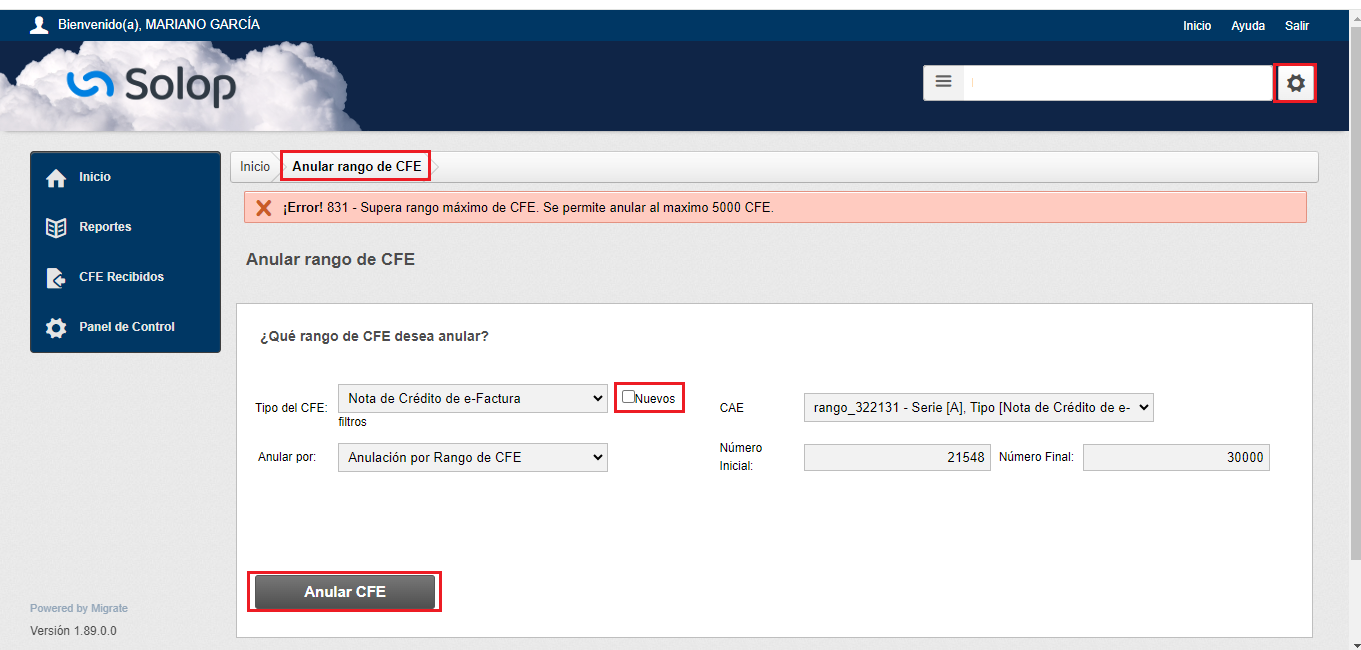 Bienvenido(a), MARIANO GARCÍA
Inicio Ayuda Salir
Solop
Inicio
Reportes
CFE Recibidos
Panel de Control
Inicio Anular rango de CFE
¡Error! 831 - Supera rango máximo de CFE. Se permite anular al maximo 5000 CFE.
Anular rango de CFE
¿Qué rango de CFE desea anular?
Tipo del CFE: Nota de Crédito de e-Factura Nuevos
filtros
CAE rango_322131 - Serie [A], Tipo [Nota de Crédito de e-
Anular por: Anulación por Rango de CFE
Número
Inicial: 21548 Número Final: 30000
Anular CFE
Powered by Migrate
Versión 1.89.0.0